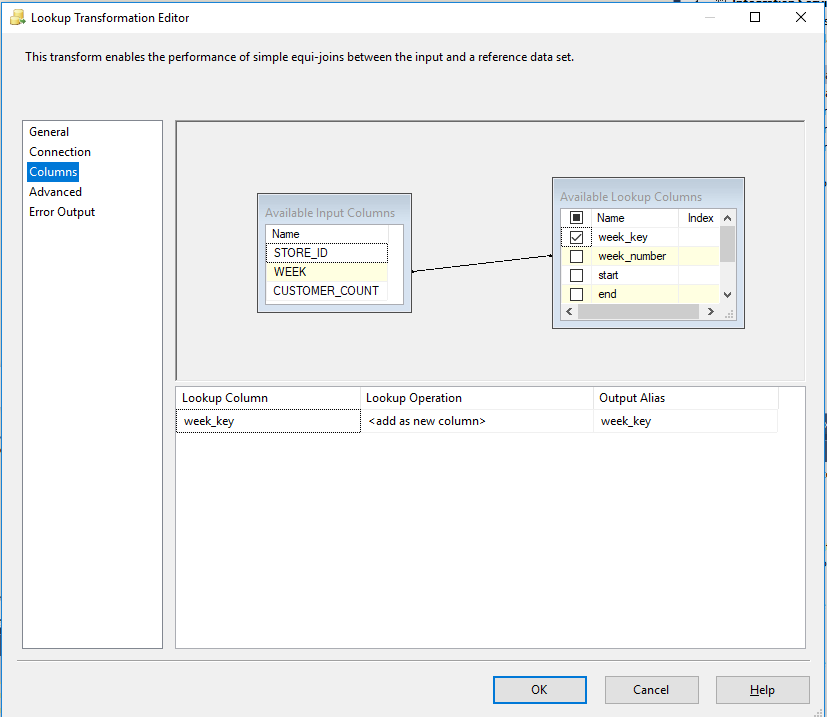 Lookup Transformation Editor
This transform enables the performance of simple equi-joins between the input and a reference data set.
General
Connection
Columns
Advanced
Error Output
Available Input Columns
Name
STORE_ID
WEEK
CUSTOMER_COUNT
Available Lookup Columns
Name Index
week_key
week_number
start
end
Lookup Column Lookup Operation Output Alias
week_key <add as new column> week_key
OK Cancel Help